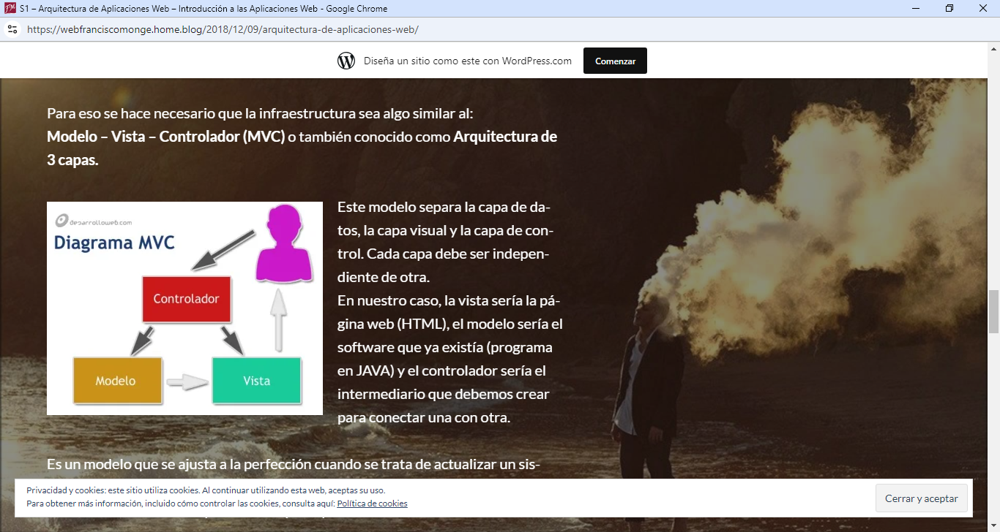 S1 – Arquitectura de Aplicaciones Web – Introducción a las Aplicaciones Web - Google Chrome
https://webfranciscomonge.home.blog/2018/12/09/arquitectura-de-aplicaciones-web/
Diseña un sitio como este con WordPress.com
Comenzar
Para eso se hace necesario que la infraestructura sea algo similar al:
Modelo – Vista – Controlador (MVC) o también conocido como Arquitectura de
3 capas.
desarrolloweb.com
Diagrama MVC
Controlador
Modelo
Vista
Este modelo separa la capa de da-
tos, la capa visual y la capa de con-
trol. Cada capa debe ser indepen-
diente de otra.
En nuestro caso, la vista sería la pá-
gina web (HTML), el modelo sería el
software que ya existía (programa
en JAVA) y el controlador sería el
intermediario que debemos crear
para conectar una con otra.
Es un modelo que se ajusta a la perfección cuando se trata de actualizar un sis-
Privacidad y cookies: este sitio utiliza cookies. Al continuar utilizando esta web, aceptas su uso.
Para obtener más información, incluido cómo controlar las cookies, consulta aquí: Política de cookies
Cerrar y aceptar